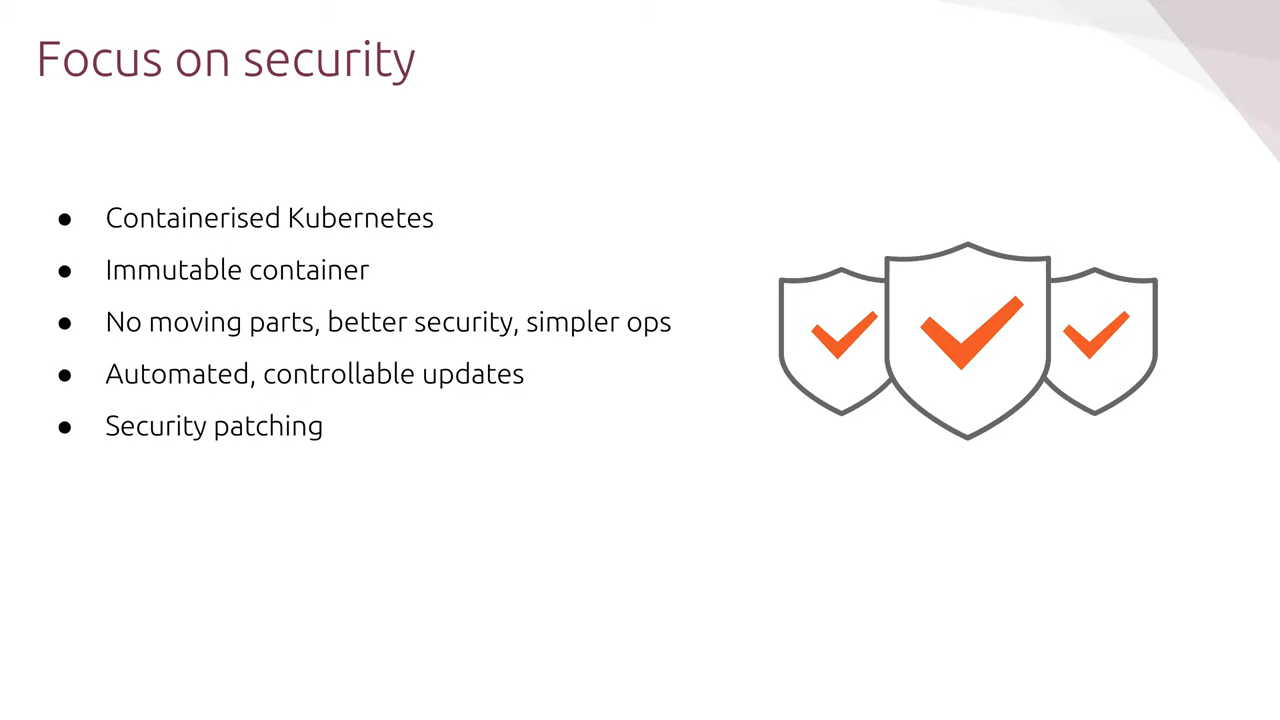 Focus on security
● Containerised Kubernetes
● Immutable container
● No moving parts, better security, simpler ops
● Automated, controllable updates
● Security patching